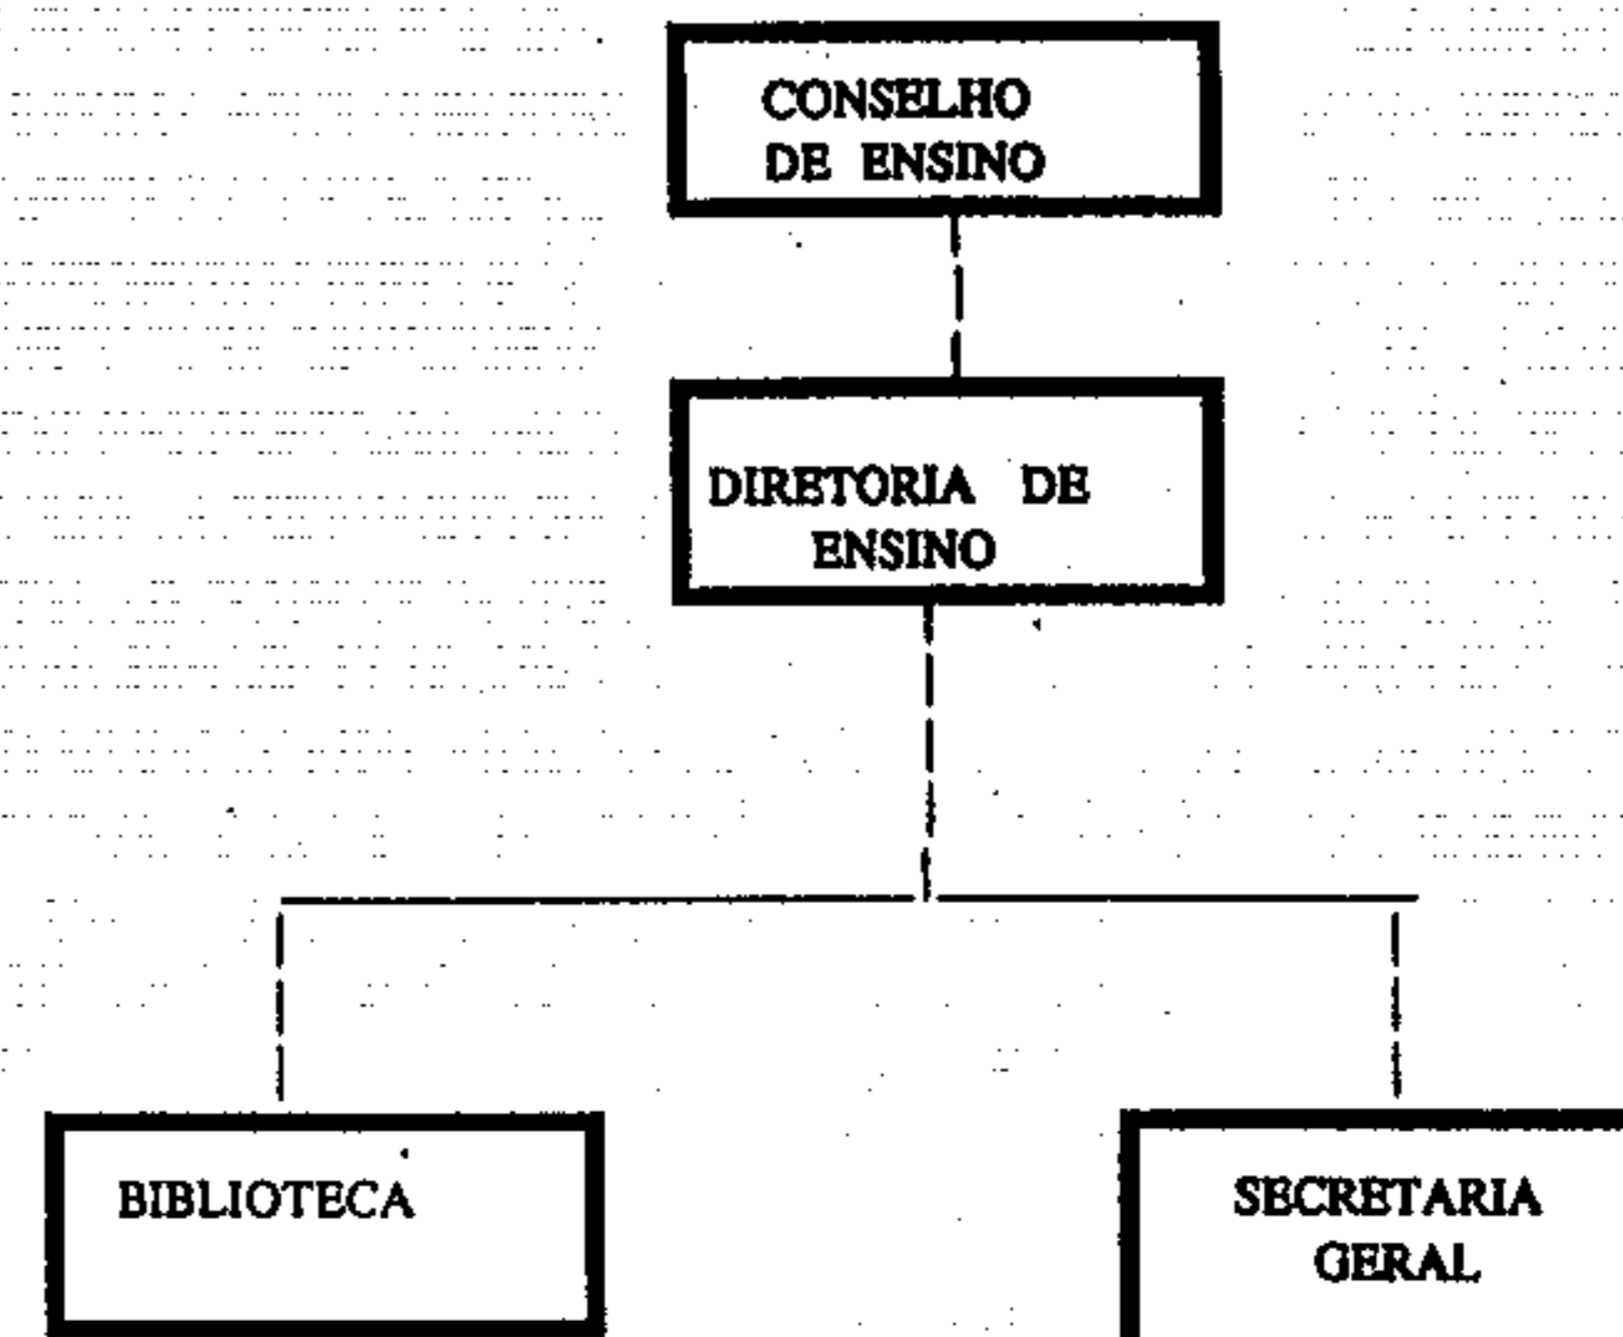 CONSELHO
DE ENSINO
DIRETORIA DE
ENSINO
BIBLIOTECA
SECRETARIA
GERAL